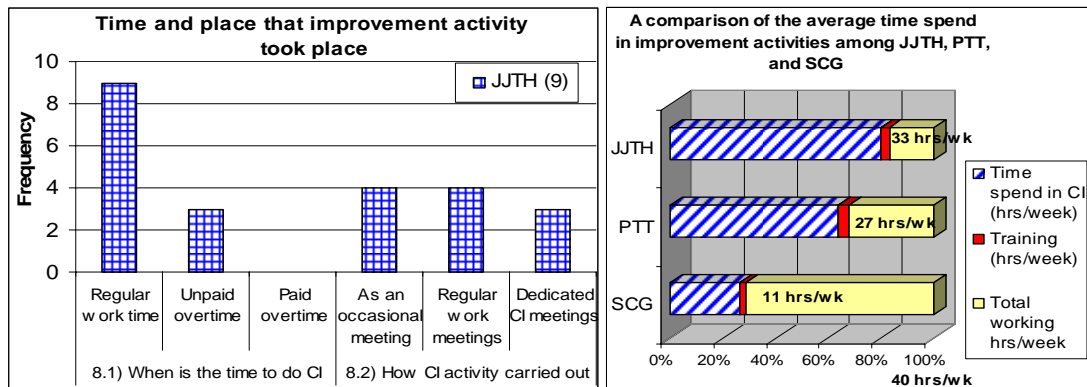 Time and place that improvement activity
took place
JJTH (9)
Frequency
10
8
6
4
2
0
Regular
work time
Unpaid
overtime
Paid
overtime
As an
occasional
meeting
Regular
work
meetings
Dedicated
CI meetings
8.1) When is the time to do CI
8.2) How CI activity carried out
A comparison of the average time spend
in improvement activities among JJTH, PTT,
and SCG
JJTH
33 hrs/wk
PTT
27 hrs/wk
SCG
11 hrs/wk
0%
20%
40%
60%
80%
100%
40 hrs/wk
Time
spend in CI
(hrs/week)
Training
(hrs/week)
Total
working
hrs/week